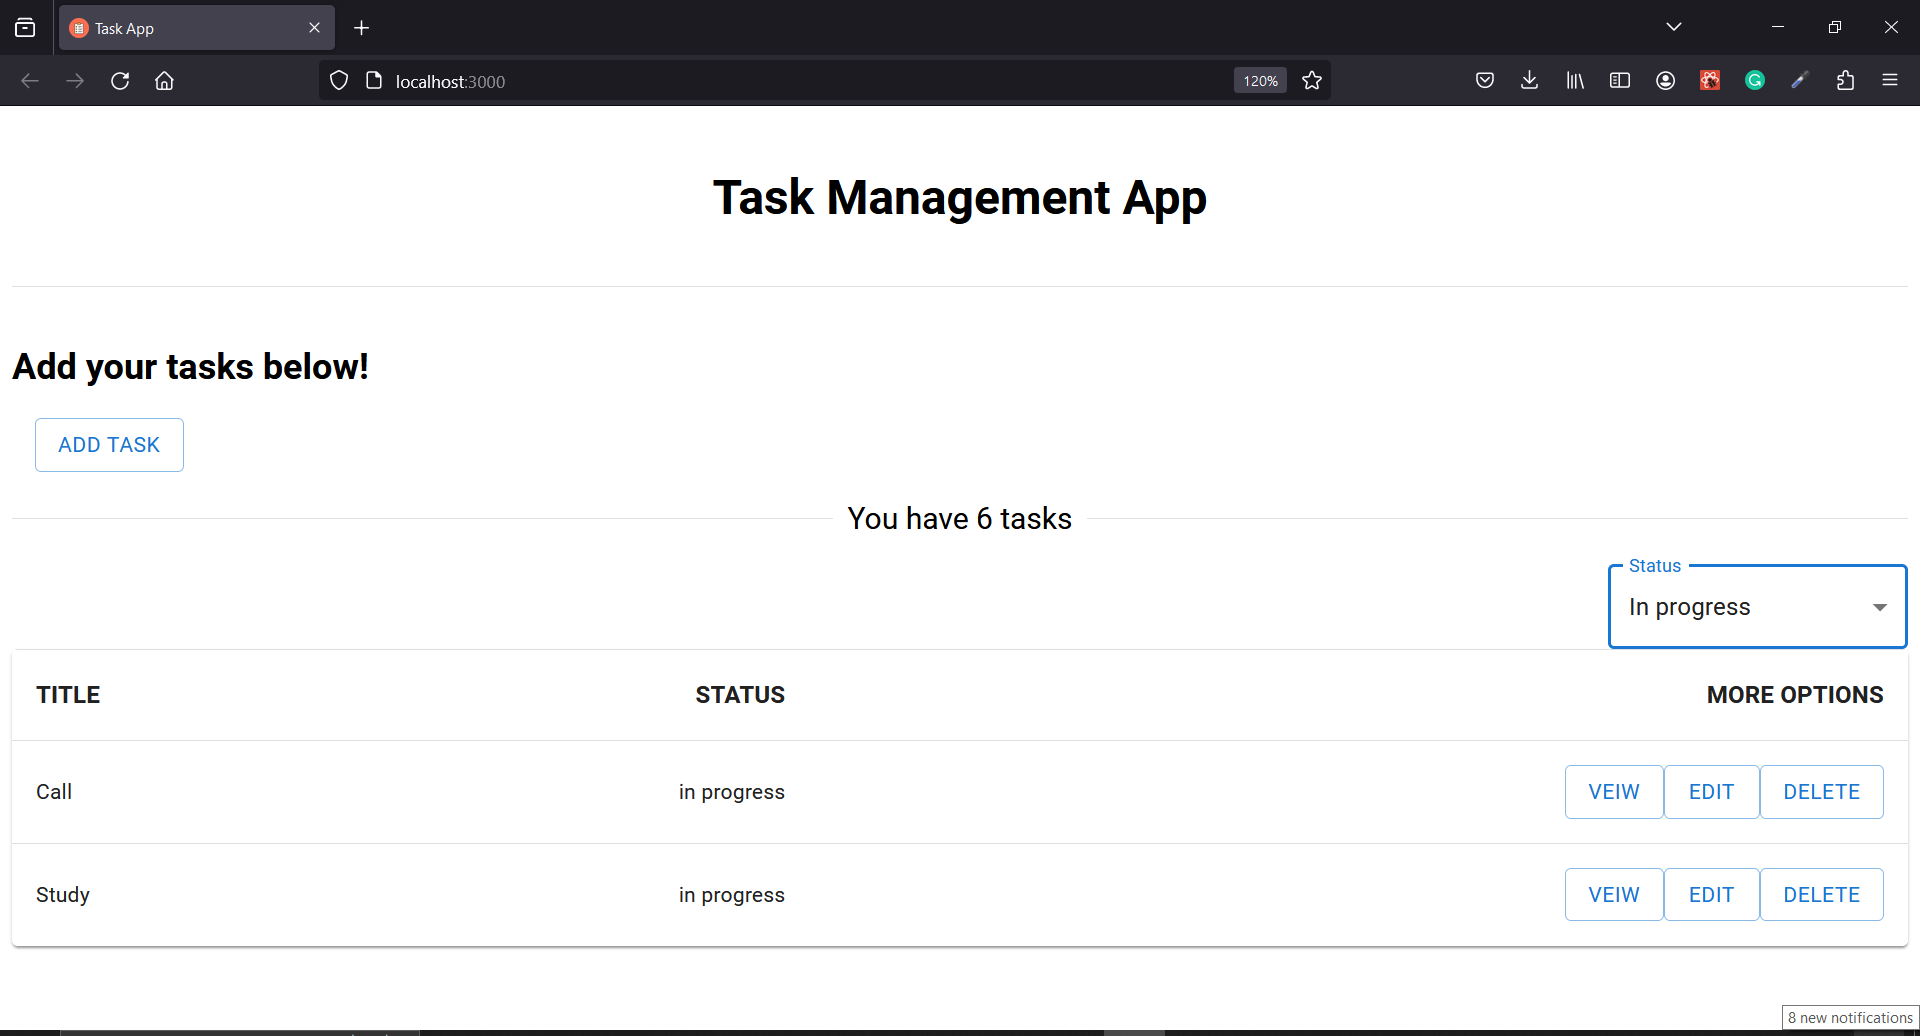 Task App
localhost:3000
120%
Task Management App
Add your tasks below!
ADD TASK
You have 6 tasks
Status
In progress
TITLE STATUS MORE OPTIONS
Call in progress VEIW EDIT DELETE
Study in progress VEIW EDIT DELETE
8 new notifications